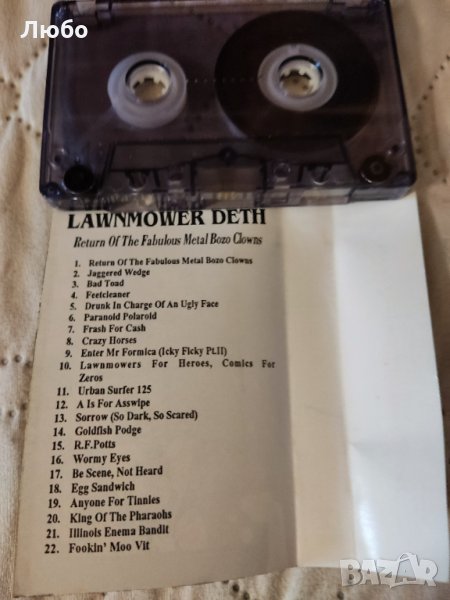 Любо
LAWNMOWER DETH
Return Of The Fabulous Metal Bozo Clowns
1. Return Of The Fabulous Metal Bozo Clowns
2. Jaggered Wedge
3. Bad Toad
4. Feetcleaner
5. Drunk In Charge Of An Ugly Face
6. Paranoid Polaroid
7. Frash For Cash
8. Crazy Horses
9. Enter Mr Formica (Icky Ficky Pt.II)
10. Lawnmowers For Heroes, Comics For
Zeros
11. Urban Surfer 125
12. A Is For Asswipe
13. Sorrow (So Dark, So Scared)
14. Goldfish Podge
15. R.F.Potts
16. Wormy Eyes
17. Be Scene, Not Heard
18. Egg Sandwich
19. Anyone For Tinnies
20. King Of The Pharaohs
21. Illinois Enema Bandit
22. Fookin' Moo Vit
BAZAR